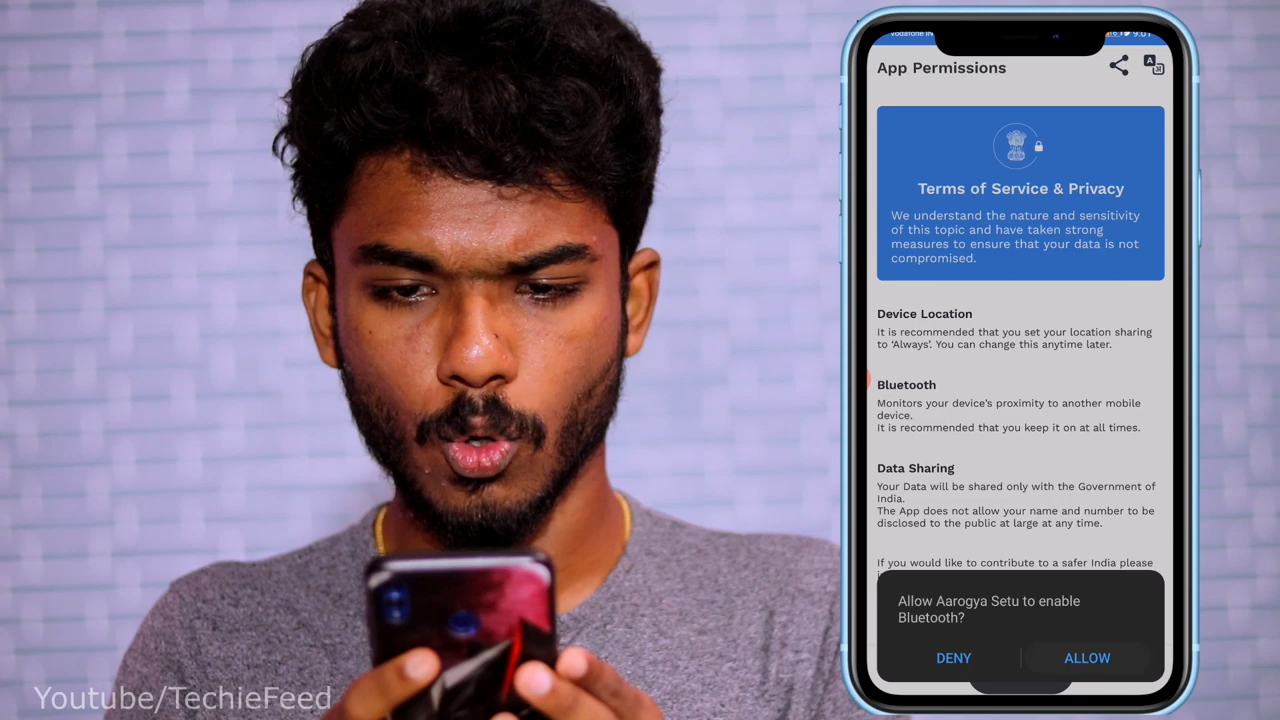 Vodafone IN
9:01
App Permissions
Terms of Service & Privacy
We understand the nature and sensitivity
of this topic and have taken strong
measures to ensure that your data is not
compromised.
Device Location
It is recommended that you set your location sharing
to ‘Always’. You can change this anytime later.
Bluetooth
Monitors your device’s proximity to another mobile
device.
It is recommended that you keep it on at all times.
Data Sharing
Your Data will be shared only with the Government of
India.
The App does not allow your name and number to be
disclosed to the public at large at any time.
If you would like to contribute to a safer India please
Allow Aarogya Setu to enable
Bluetooth?
DENY
ALLOW
Youtube/TechieFeed